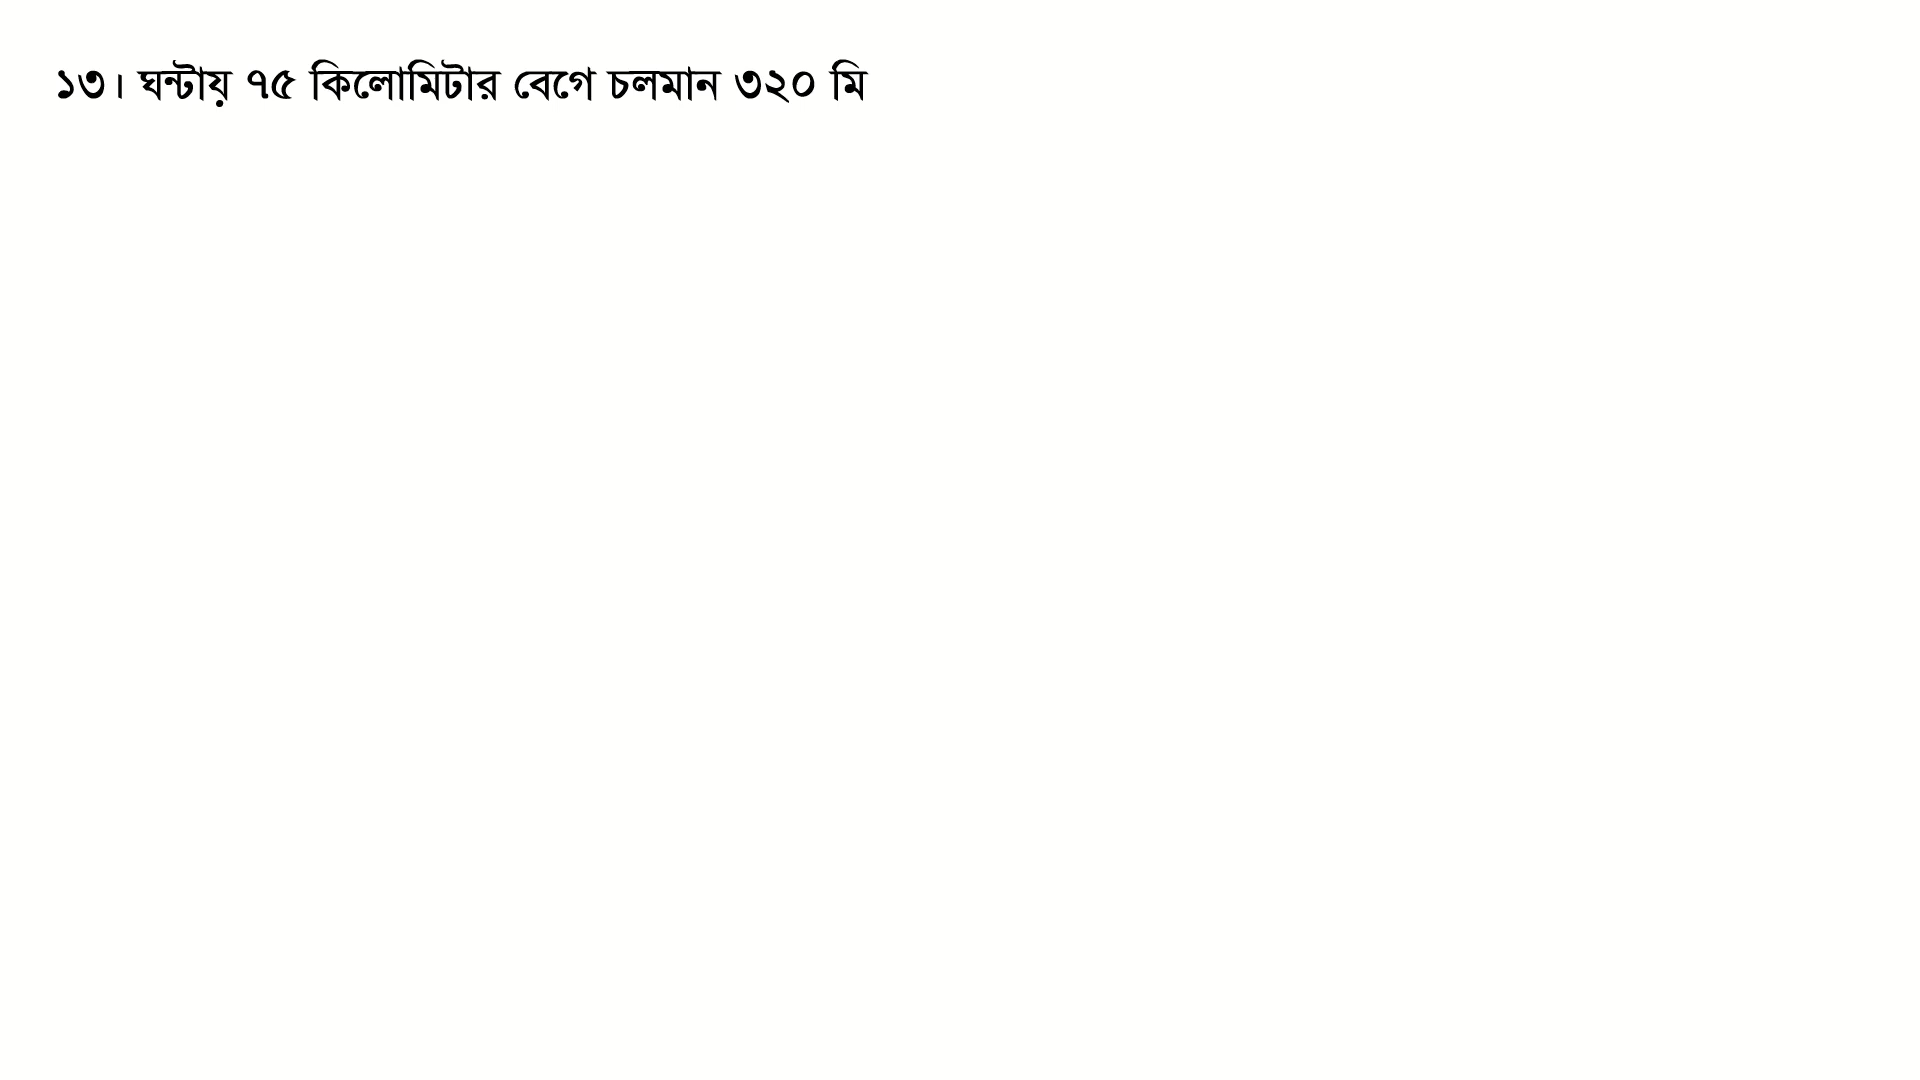 ১৩। ঘন্টায় ৭৫ কিলোমিটার বেগে চলমান ৩২০ মি